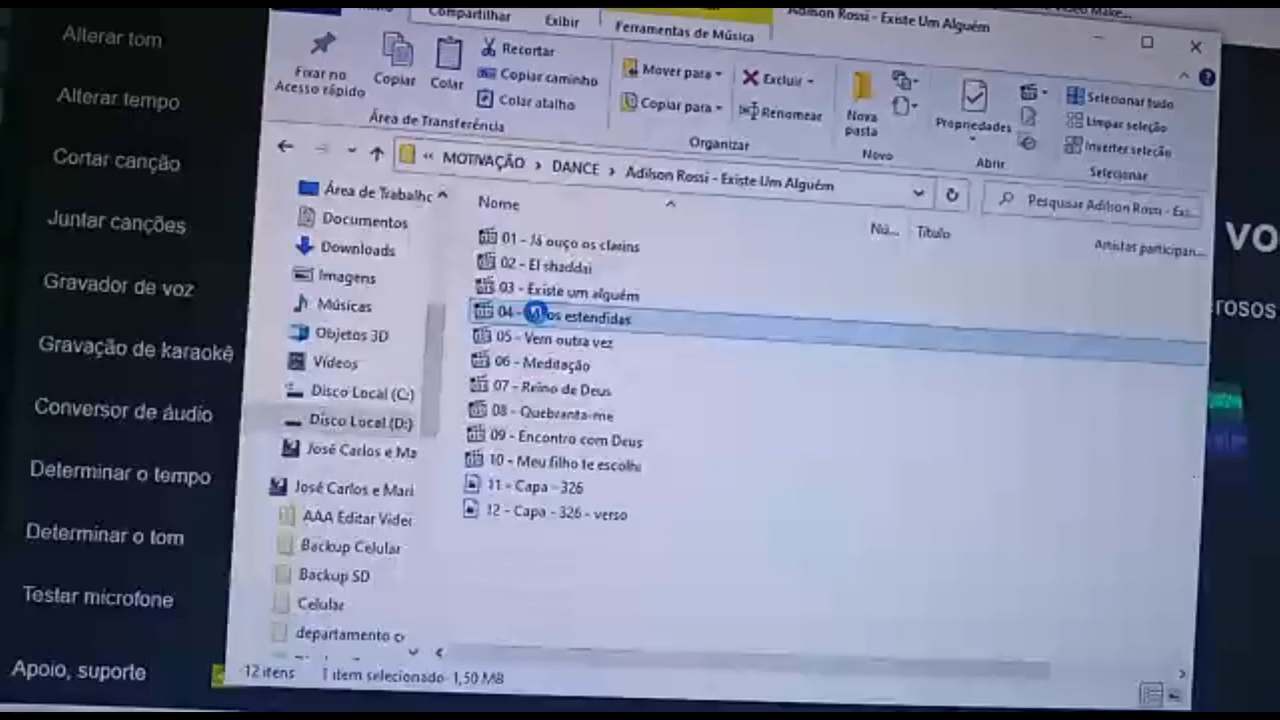 Alterar tom
Alterar tempo
Cortar canção
Juntar canções
Gravador de voz
Gravação de karaokê
Conversor de áudio
Determinar o tempo
Determinar o tom
Testar microfone
Apoio, suporte
Compartilhar
Exibir
Ferramentas de Música
Adilson Rossi - Existe Um Alguém
Fixar no
Acesso rápido
Copiar
Colar
Recortar
Copiar caminho
Colar atalho
Área de Transferência
Mover para
Copiar para
Excluir
Renomear
Organizar
Nova
pasta
Novo
Propriedades
Abrir
Selecionar tudo
Limpar seleção
Inverter seleção
Selecionar
« MOTIVAÇÃO > DANCE > Adilson Rossi - Existe Um Alguém
Pesquisar Adilson Rossi - Exi...
Área de Trabalho
Documentos
Downloads
Imagens
Músicas
Objetos 3D
Vídeos
Disco Local (C:)
Disco Local (D:)
José Carlos e Ma
José Carlos e Mari
AAA Editar Vider
Backup Celular
Backup SD
Celular
departamento co
Nome
Nú...
Título
Artistas participan...
01 - Já ouço os clarins
02 - El shaddai
03 - Existe um alguém
04 - os estendidas
05 - Vem outra vez
06 - Meditação
07 - Reino de Deus
08 - Quebranta-me
09 - Encontro com Deus
10 - Meu filho te escolhi
11 - Capa - 326
12 - Capa - 326 - verso
12 itens
1 item selecionado 1,50 MB
vo
rosos